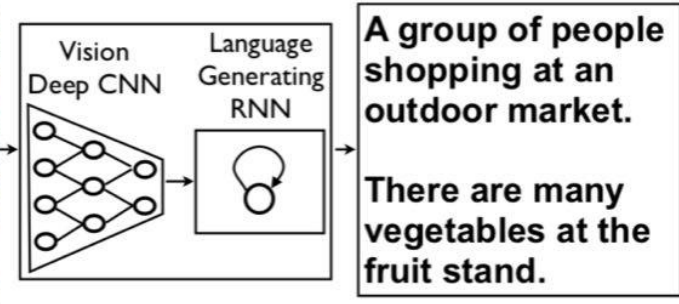 Vision
Deep CNN
Language
Generating
RNN
A group of people
shopping at an
outdoor market.
There are many
vegetables at the
fruit stand.